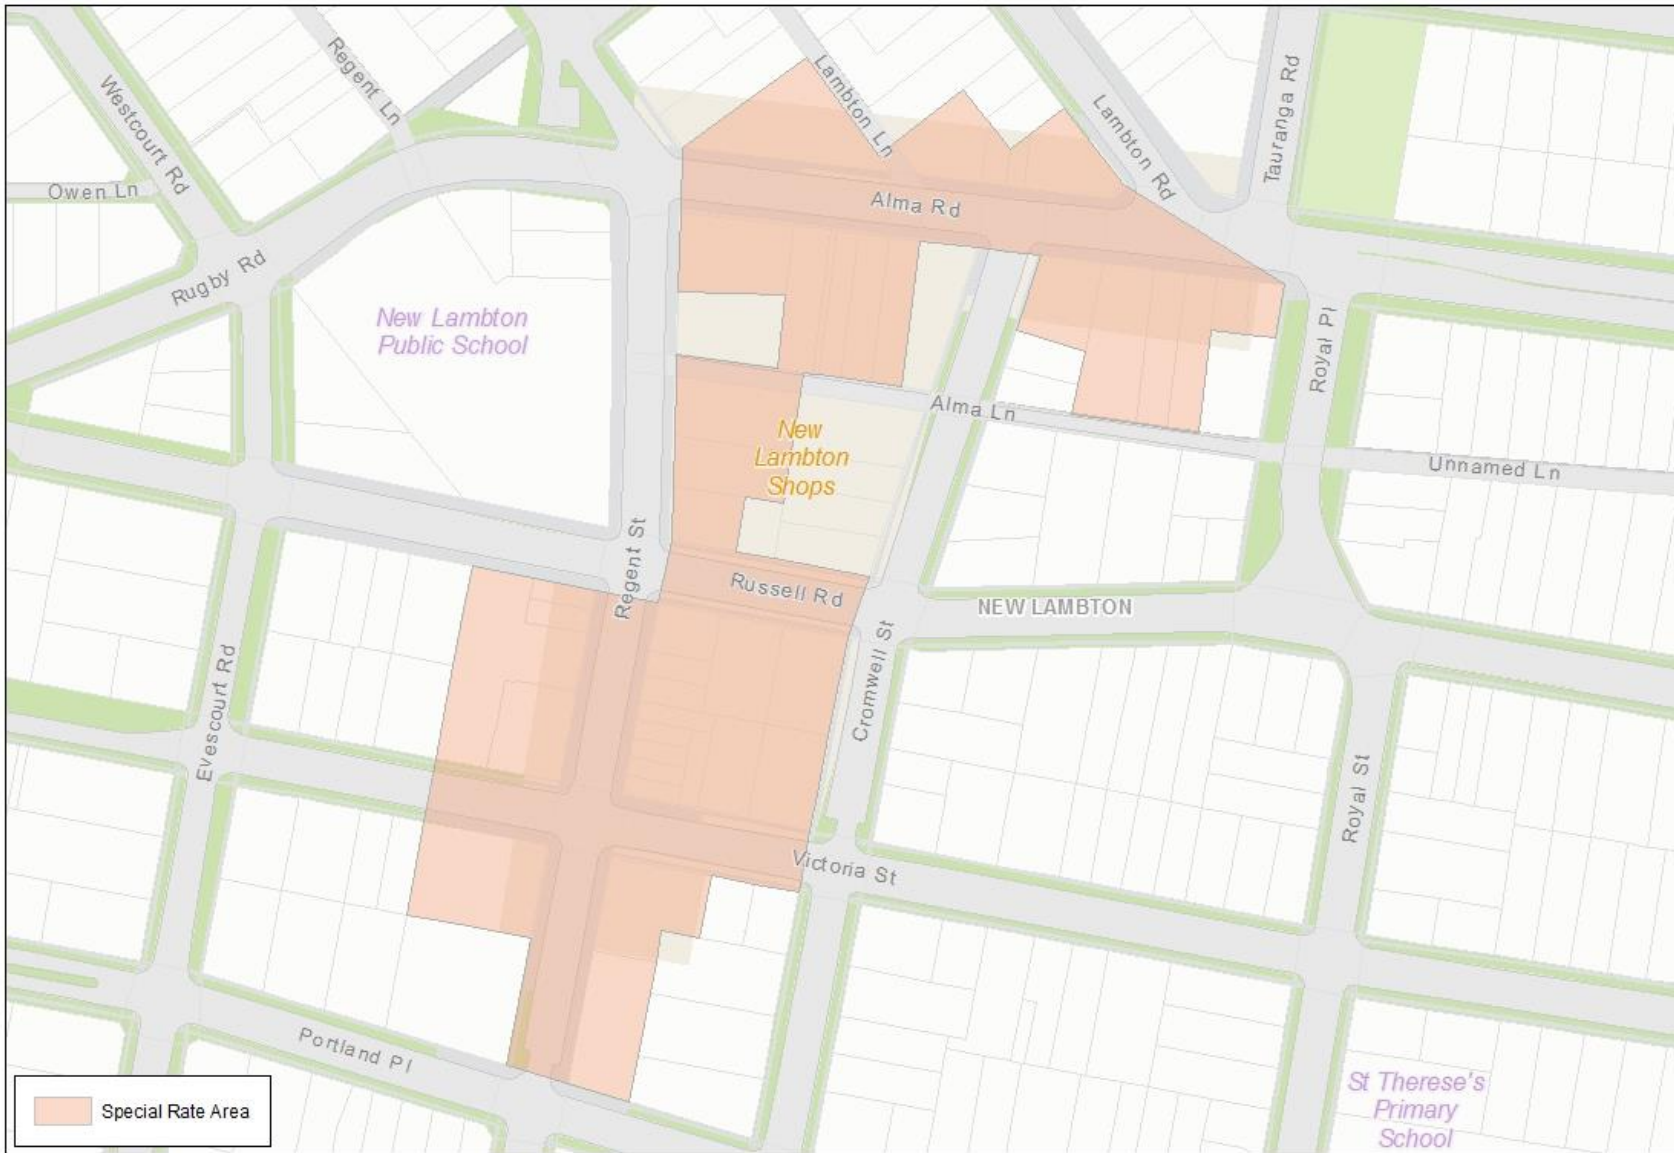 Westcourt Rd
Regent Ln
Lambton Ln
Lambton Rd
Tauranga Rd
Owen Ln
Alma Rd
Rugby Rd
New Lambton
Public School
Royal Pl
Alma Ln
New
Lambton
Shops
Unnamed Ln
Regent St
Russell Rd
NEW LAMBTON
Evescourt Rd
Cromwell St
Royal St
Victoria St
Portland Pl
St Therese's
Primary
School
Special Rate Area